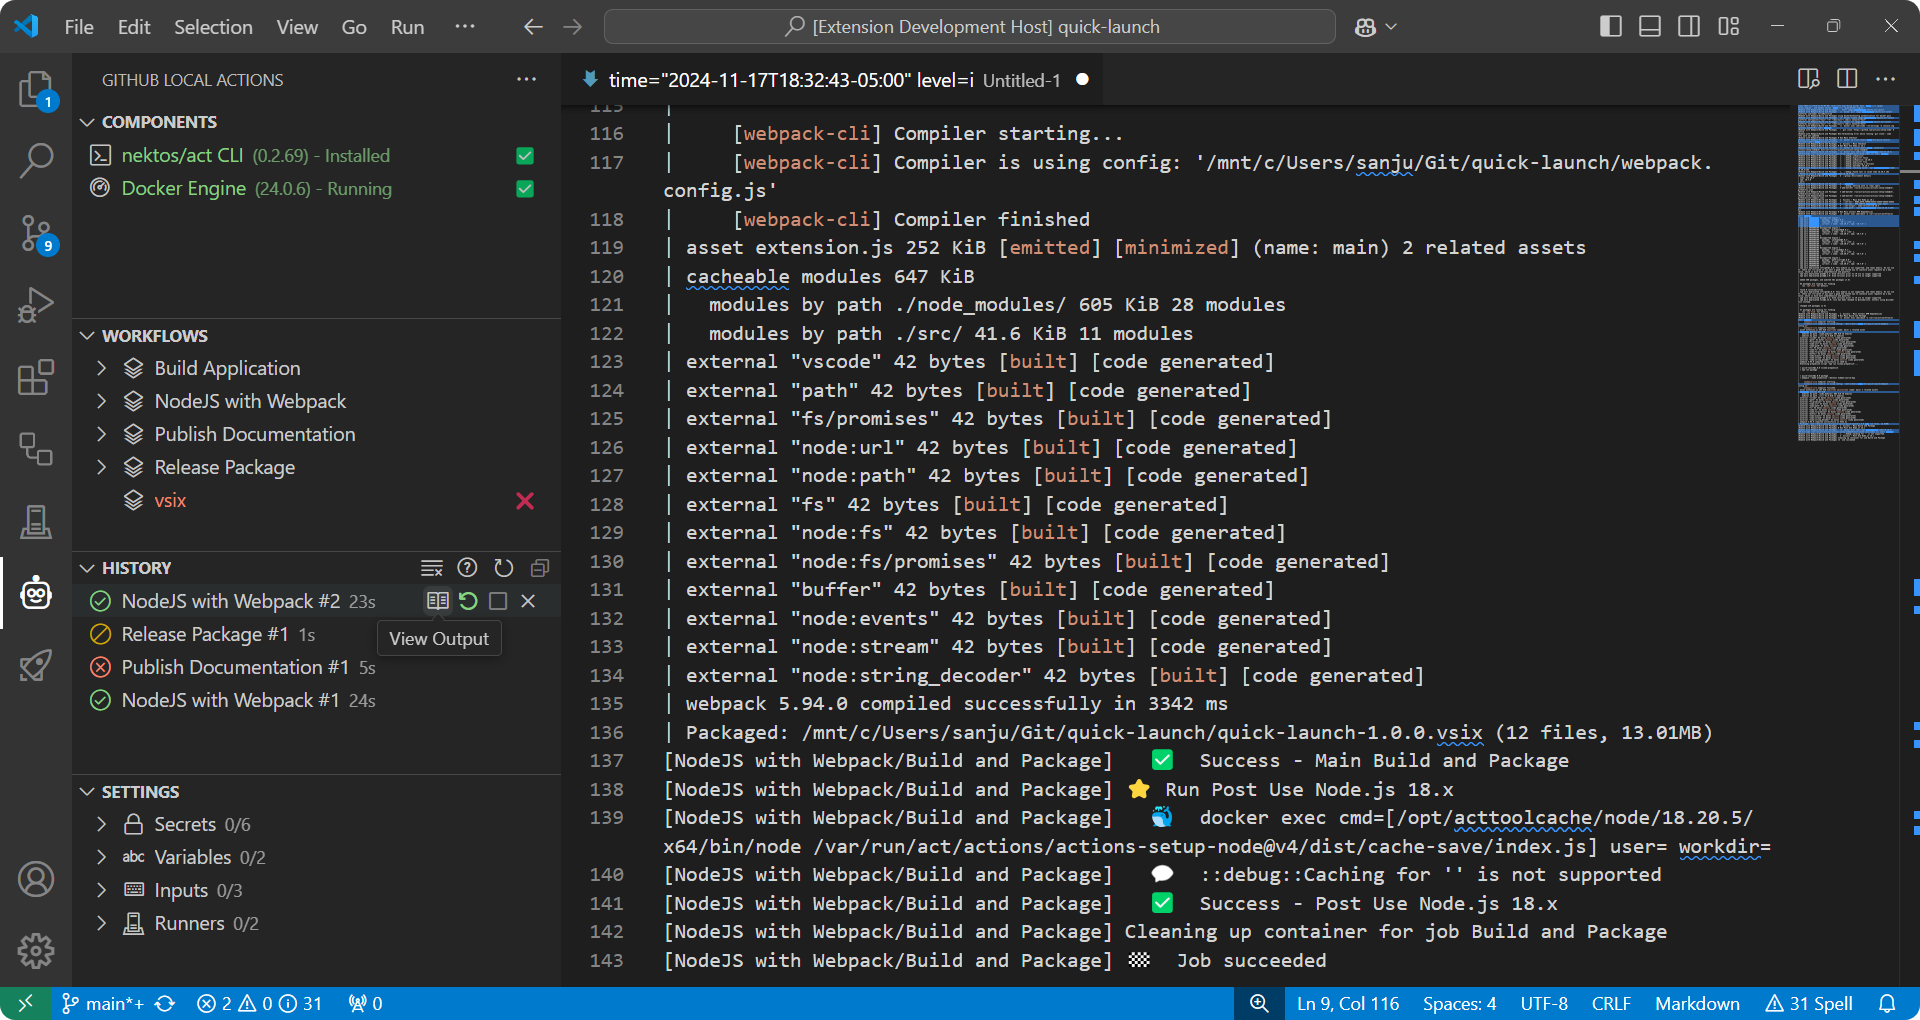 File Edit Selection View Go Run ···
[Extension Development Host] quick-launch
GITHUB LOCAL ACTIONS
1
9
COMPONENTS
nektos/act CLI (0.2.69) - Installed
Docker Engine (24.0.6) - Running
WORKFLOWS
Build Application
NodeJS with Webpack
Publish Documentation
Release Package
vsix
HISTORY
NodeJS with Webpack #2 23s
Release Package #1 1s
View Output
Publish Documentation #1 5s
NodeJS with Webpack #1 24s
SETTINGS
Secrets 0/6
abc Variables 0/2
Inputs 0/3
Runners 0/2
time="2024-11-17T18:32:43-05:00" level=i Untitled-1
115 |
116 | [webpack-cli] Compiler starting...
117 | [webpack-cli] Compiler is using config: '/mnt/c/Users/sanju/Git/quick-launch/webpack.
config.js'
118 | [webpack-cli] Compiler finished
119 | asset extension.js 252 KiB [emitted] [minimized] (name: main) 2 related assets
120 | cacheable modules 647 KiB
121 | modules by path ./node_modules/ 605 KiB 28 modules
122 | modules by path ./src/ 41.6 KiB 11 modules
123 | external "vscode" 42 bytes [built] [code generated]
124 | external "path" 42 bytes [built] [code generated]
125 | external "fs/promises" 42 bytes [built] [code generated]
126 | external "node:url" 42 bytes [built] [code generated]
127 | external "node:path" 42 bytes [built] [code generated]
128 | external "fs" 42 bytes [built] [code generated]
129 | external "node:fs" 42 bytes [built] [code generated]
130 | external "node:fs/promises" 42 bytes [built] [code generated]
131 | external "buffer" 42 bytes [built] [code generated]
132 | external "node:events" 42 bytes [built] [code generated]
133 | external "node:stream" 42 bytes [built] [code generated]
134 | external "node:string_decoder" 42 bytes [built] [code generated]
135 | webpack 5.94.0 compiled successfully in 3342 ms
136 | Packaged: /mnt/c/Users/sanju/Git/quick-launch/quick-launch-1.0.0.vsix (12 files, 13.01MB)
137 [NodeJS with Webpack/Build and Package] ✅ Success - Main Build and Package
138 [NodeJS with Webpack/Build and Package] ⭐ Run Post Use Node.js 18.x
139 [NodeJS with Webpack/Build and Package] 🐳 docker exec cmd=[/opt/acttoolcache/node/18.20.5/
x64/bin/node /var/run/act/actions/actions-setup-node@v4/dist/cache-save/index.js] user= workdir=
140 [NodeJS with Webpack/Build and Package] 💬 ::debug::Caching for '' is not supported
141 [NodeJS with Webpack/Build and Package] ✅ Success - Post Use Node.js 18.x
142 [NodeJS with Webpack/Build and Package] Cleaning up container for job Build and Package
143 [NodeJS with Webpack/Build and Package] 🏁 Job succeeded
main*+ 2 0 31 0
Ln 9, Col 116 Spaces: 4 UTF-8 CRLF Markdown 31 Spell